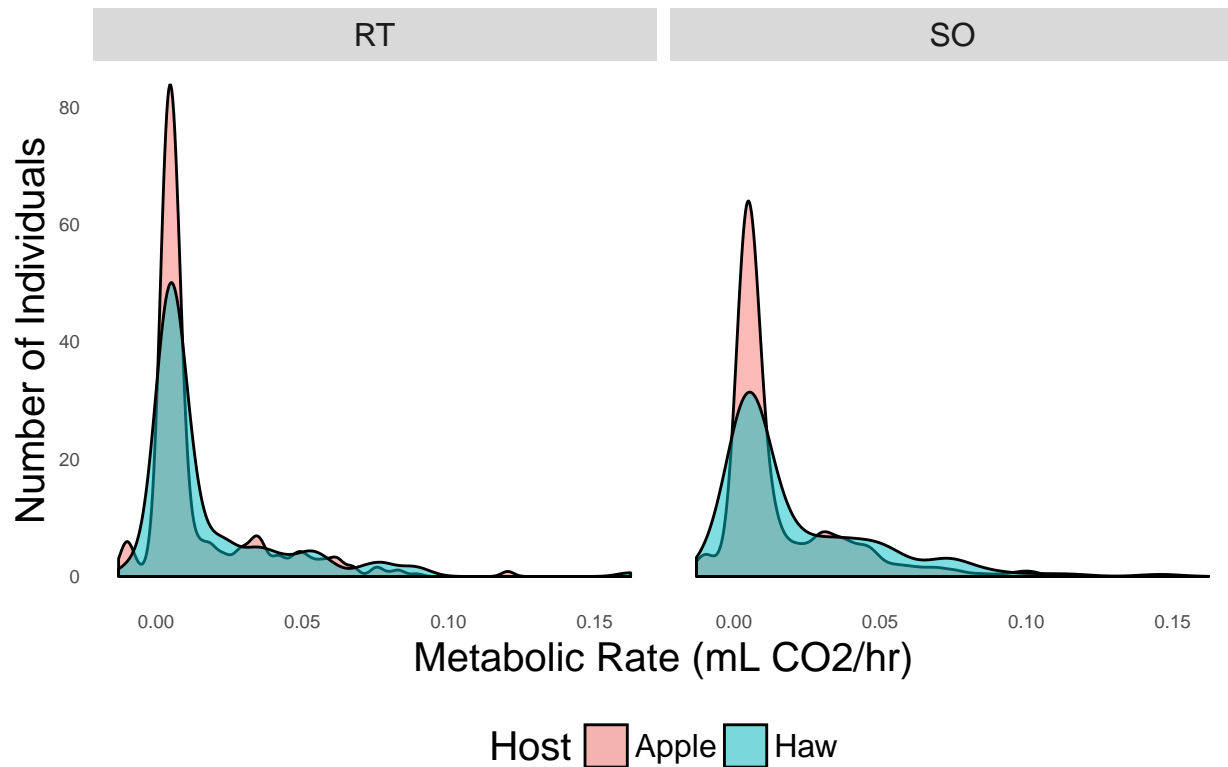 RT SO
Number of Individuals
80
60
40
20
0
0.00 0.05 0.10 0.15 0.00 0.05 0.10 0.15
Metabolic Rate (mL CO2/hr)
Host Apple Haw